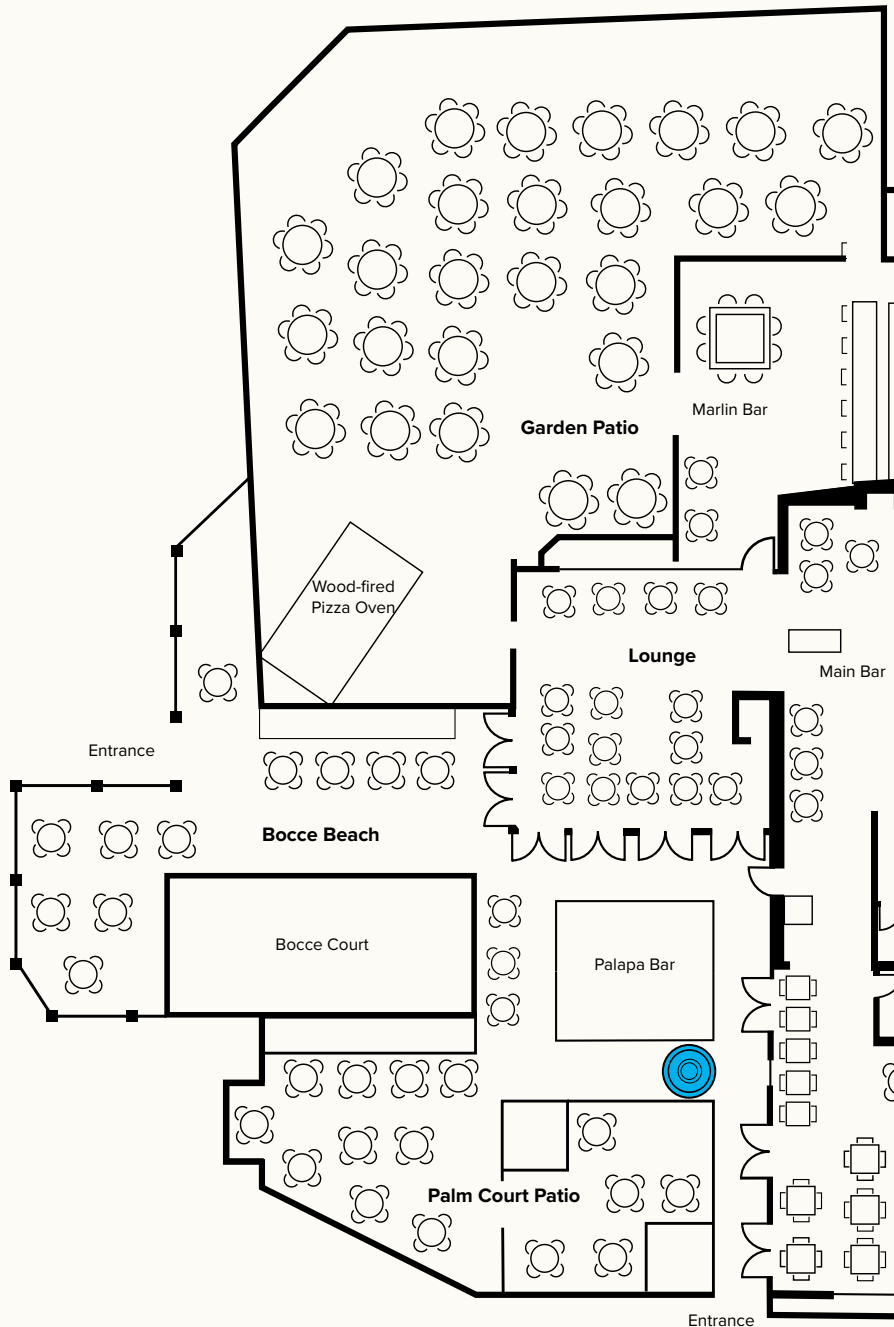 Garden Patio
Marlin Bar
Wood-fired
Pizza Oven
Lounge
Main Bar
Entrance
Bocce Beach
Bocce Court
Palapa Bar
Palm Court Patio
Entrance